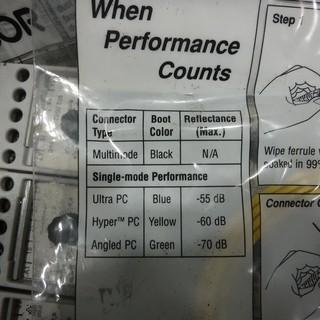 When
Performance
Counts
Step 1
Connector Type Boot Color Reflectance (Max.)
Multimode Black N/A
Single-mode Performance
Ultra PC Blue -55 dB
Hyper™ PC Yellow -60 dB
Angled PC Green -70 dB
Wipe ferrule
soaked in 99
Connector